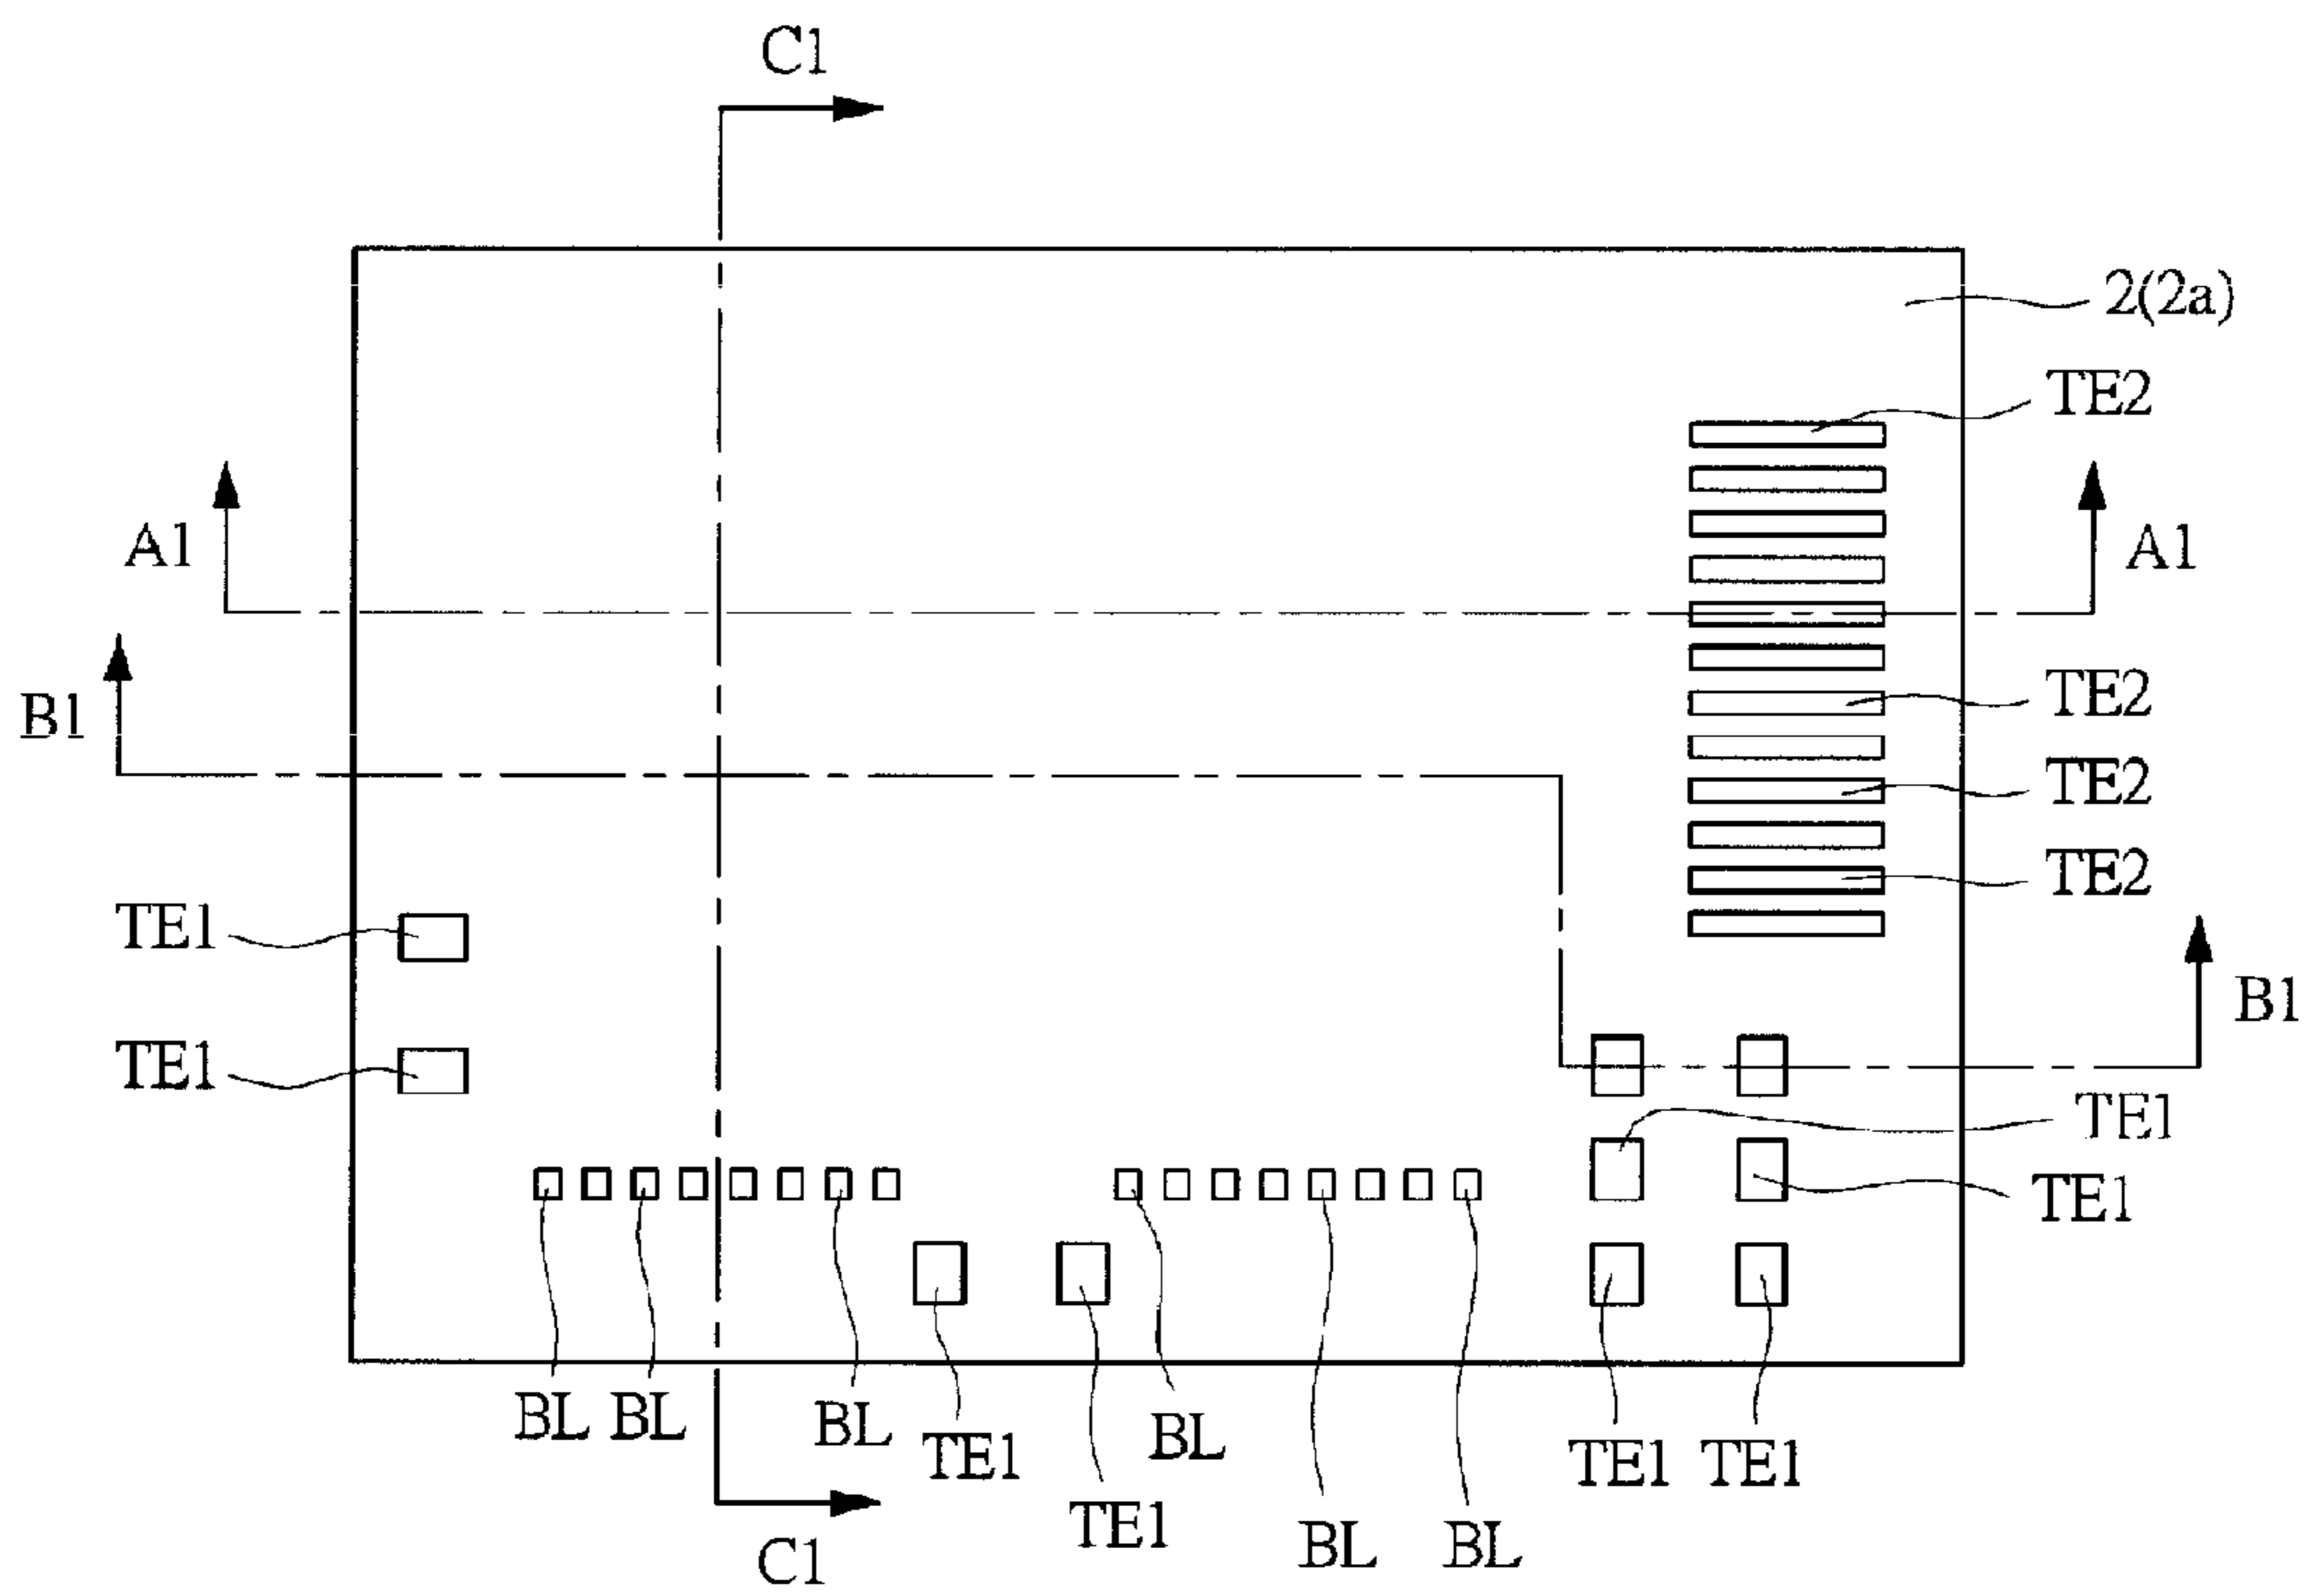 C1
2(2a)
TE2
A1 A1
B1 TE2
TE2
TE2
TE1
B1
TE1
TE1
TE1
BL BL BL TE1 BL TE1 TE1
TE1 BL BL
C1